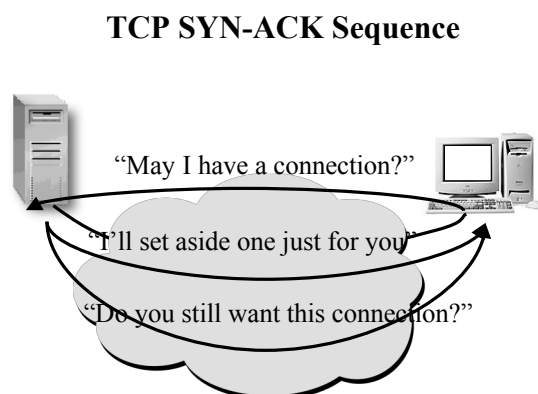 TCP SYN-ACK Sequence
“May I have a connection?”
“I’ll set aside one just for you”
“Do you still want this connection?”